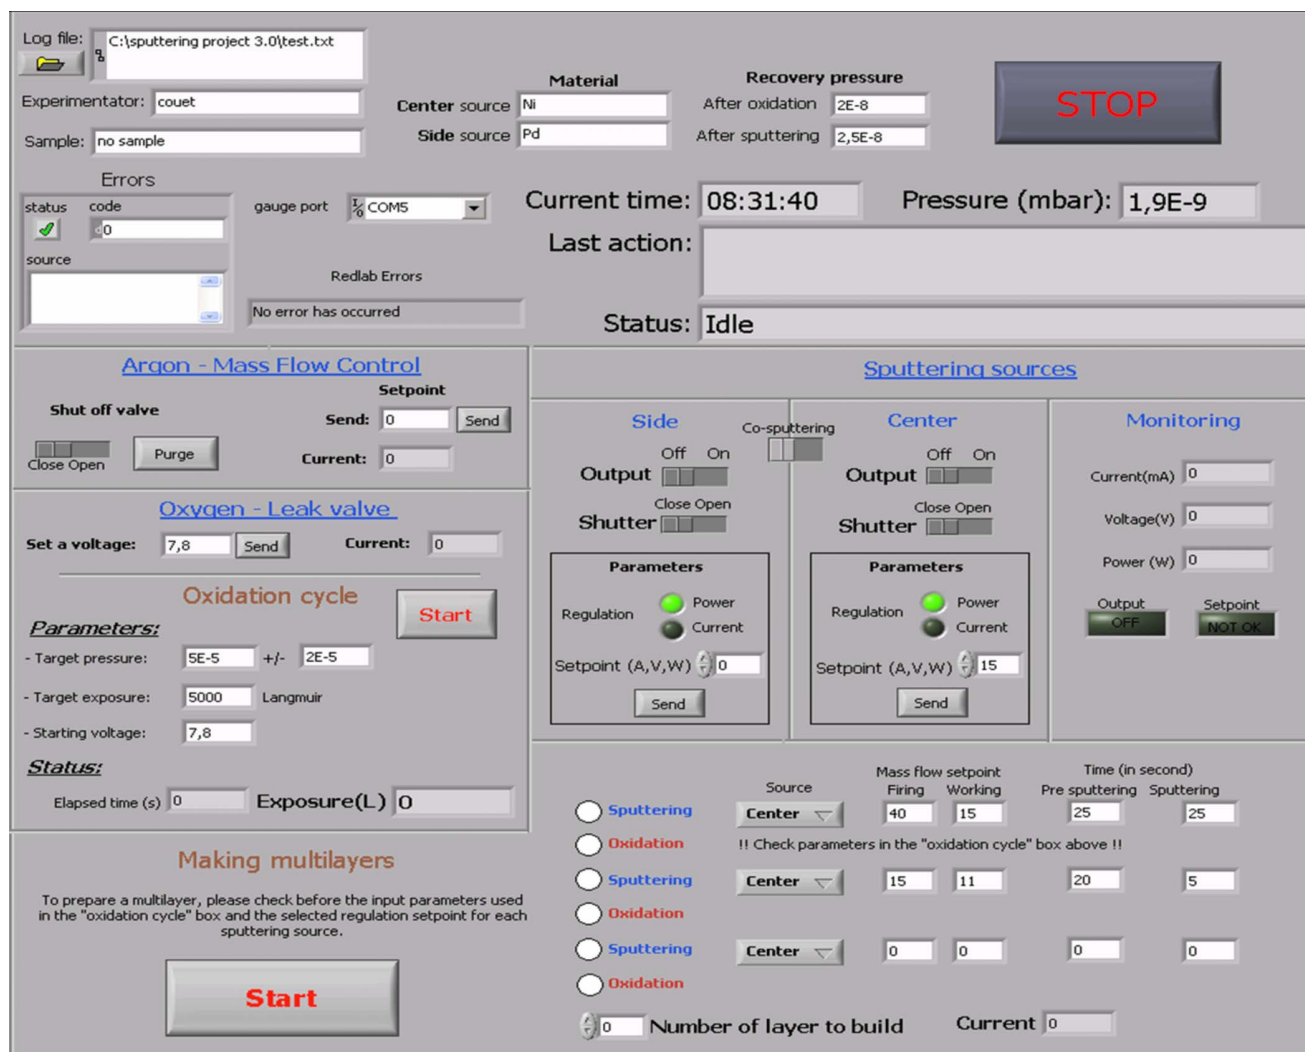 Log file: C:\sputtering project 3.0\test.txt
Experimentator: couet
Sample: no sample
Material
Center source Ni
Side source Pd
Recovery pressure
After oxidation 2E-8
After sputtering 2,5E-8
STOP
Errors
status code
0
source
gauge port COM5
Redlab Errors
No error has occurred
Current time: 08:31:40 Pressure (mbar): 1,9E-9
Last action:
Status: Idle
Argon - Mass Flow Control
Setpoint
Shut off valve
Send: 0 Send
Close Open Purge
Current: 0
Oxygen - Leak valve
Set a voltage: 7,8 Send Current: 0
Oxidation cycle
Start
Parameters:
- Target pressure: 5E-5 +/- 2E-5
- Target exposure: 5000 Langmuir
- Starting voltage: 7,8
Status:
Elapsed time (s) 0 Exposure(L) 0
Making multilayers
To prepare a multilayer, please check before the input parameters used
in the "oxidation cycle" box and the selected regulation setpoint for each
sputtering source.
Start
Sputtering sources
Side
Off On
Output
Close Open
Shutter
Parameters
Regulation Power
Current
Setpoint (A,V,W) 0
Send
Co-sputtering
Center
Off On
Output
Close Open
Shutter
Parameters
Regulation Power
Current
Setpoint (A,V,W) 15
Send
Monitoring
Current(mA) 0
Voltage(V) 0
Power (W) 0
Output Setpoint
OFF NOT OK
Mass flow setpoint Time (in second)
Source Firing Working Pre sputtering Sputtering
Sputtering Center 40 15 25 25
Oxidation !! Check parameters in the "oxidation cycle" box above !!
Sputtering Center 15 11 20 5
Oxidation
Sputtering Center 0 0 0 0
Oxidation
0 Number of layer to build Current 0